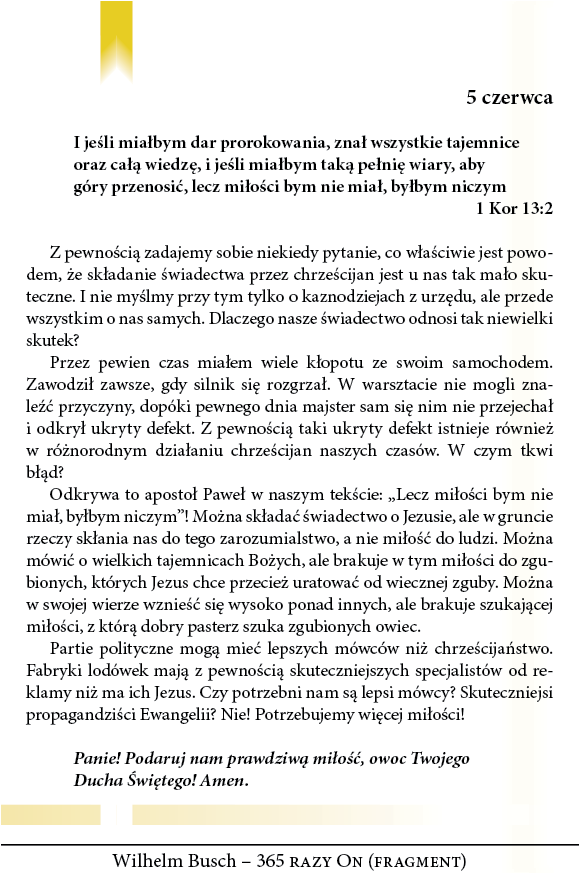 5 czerwca
I jeśli miałbym dar prorokowania, znał wszystkie tajemnice
oraz całą wiedzę, i jeśli miałbym taką pełnię wiary, aby
góry przenosić, lecz miłości bym nie miał, byłbym niczym
1 Kor 13:2
Z pewnością zadajemy sobie niekiedy pytanie, co właściwie jest powo-
dem, że składanie świadectwa przez chrześcijan jest u nas tak mało sku-
teczne. I nie myślmy przy tym tylko o kaznodziejach z urzędu, ale przede
wszystkim o nas samych. Dlaczego nasze świadectwo odnosi tak niewielki
skutek?
Przez pewien czas miałem wiele kłopotu ze swoim samochodem.
Zawodził zawsze, gdy silnik się rozgrzał. W warsztacie nie mogli zna-
leźć przyczyny, dopóki pewnego dnia majster sam się nim nie przejechał
i odkrył ukryty defekt. Z pewnością taki ukryty defekt istnieje również
w różnorodnym działaniu chrześcijan naszych czasów. W czym tkwi
błąd?
Odkrywa to apostoł Paweł w naszym tekście: „Lecz miłości bym nie
miał, byłbym niczym”! Można składać świadectwo o Jezusie, ale w gruncie
rzeczy skłania nas do tego zarozumialstwo, a nie miłość do ludzi. Można
mówić o wielkich tajemnicach Bożych, ale brakuje w tym miłości do zgu-
bionych, których Jezus chce przecież uratować od wiecznej zguby. Można
w swojej wierze wznieść się wysoko ponad innych, ale brakuje szukającej
miłości, z którą dobry pasterz szuka zgubionych owiec.
Partie polityczne mogą mieć lepszych mówców niż chrześcijaństwo.
Fabryki lodówek mają z pewnością skuteczniejszych specjalistów od re-
klamy niż ma ich Jezus. Czy potrzebni nam są lepsi mówcy? Skuteczniejsi
propagandziści Ewangelii? Nie! Potrzebujemy więcej miłości!
Panie! Podaruj nam prawdziwą miłość, owoc Twojego
Ducha Świętego! Amen.
Wilhelm Busch – 365 RAZY ON (FRAGMENT)